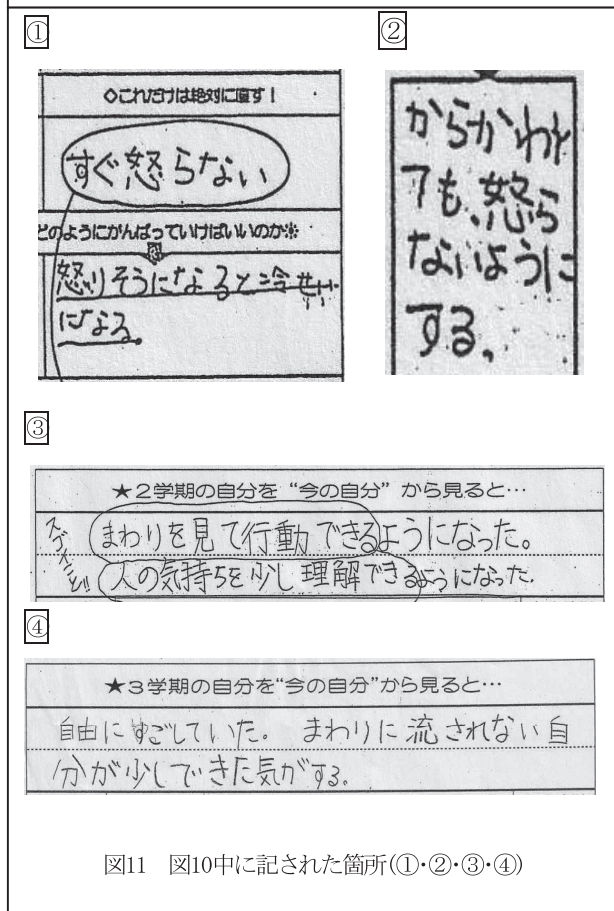 ①
◇これだけは絶対に直す！
すぐ怒らない
どのようにがんばっていけばいいのか※
怒りそうになると冷せい
になる。
②
からかわれ
ても、怒ら
ないように
する。
③
★2学期の自分を“今の自分”から見ると…
まわりを見て行動できるようになった。
人の気持ちを少し理解できるようになった.
④
★3学期の自分を“今の自分”から見ると…
自由にすごしていた。まわりに流されない自
分が少しできた気がする。
図11　図10中に記された箇所(①・②・③・④)